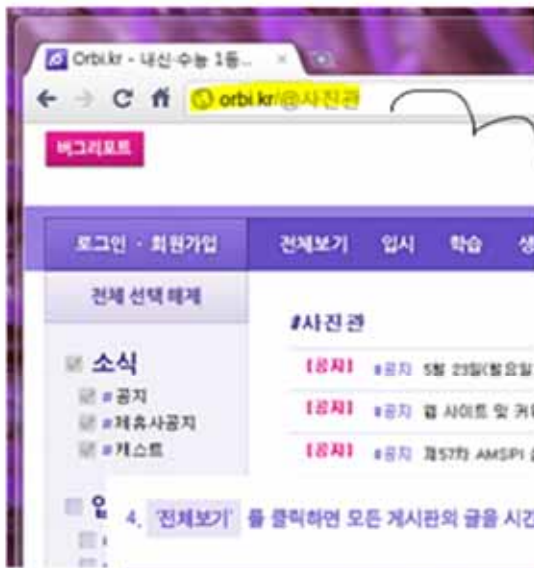 Orbi.kr - 내신·수능 1등...
orbi.kr/@사진관
버그리포트
로그인 · 회원가입 전체보기 입시 학습
전체 선택 해제
#사진관
소식
[공지] #공지 5월 23일(월요일
#공지
[공지] #공지 웹 사이트 및 커
#제휴사공지
#캐스트
[공지] #공지 제57차 AMSPI
4. '전체보기' 를 클릭하면 모든 게시판의 글을 시간